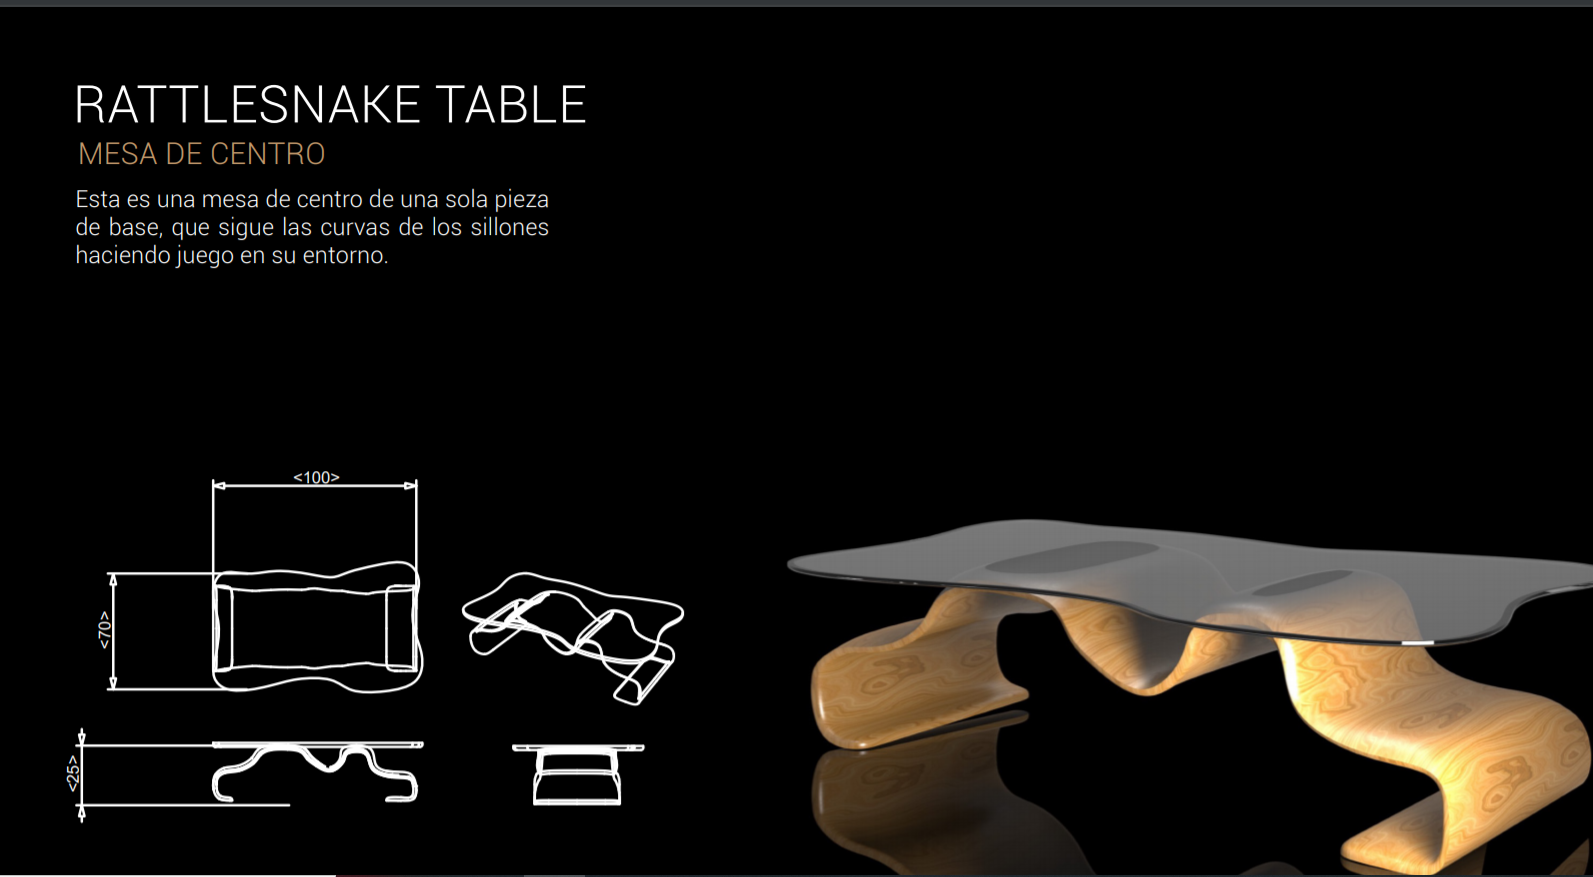 RATTLESNAKE TABLE
MESA DE CENTRO
Esta es una mesa de centro de una sola pieza
de base, que sigue las curvas de los sillones
haciendo juego en su entorno.
<100>
<70>
<25>